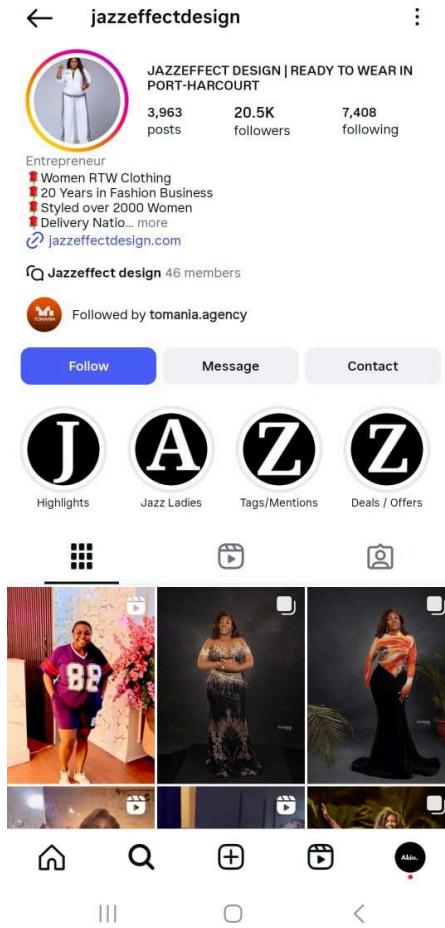 jazzeffectdesign
JAZZEFFECT DESIGN | READY TO WEAR IN
PORT-HARCOURT
3,963
20.5K
7,408
posts
followers
following
Entrepreneur
Women RTW Clothing
20 Years in Fashion Business
Styled over 2000 Women
Delivery Natio... more
jazzeffectdesign.com
Jazzeffect design 46 members
TOMANIA
Followed by tomania.agency
Follow
Message
Contact
J
A
Z
Z
Highlights
Jazz Ladies
Tags/Mentions
Deals / Offers
88
Akin.